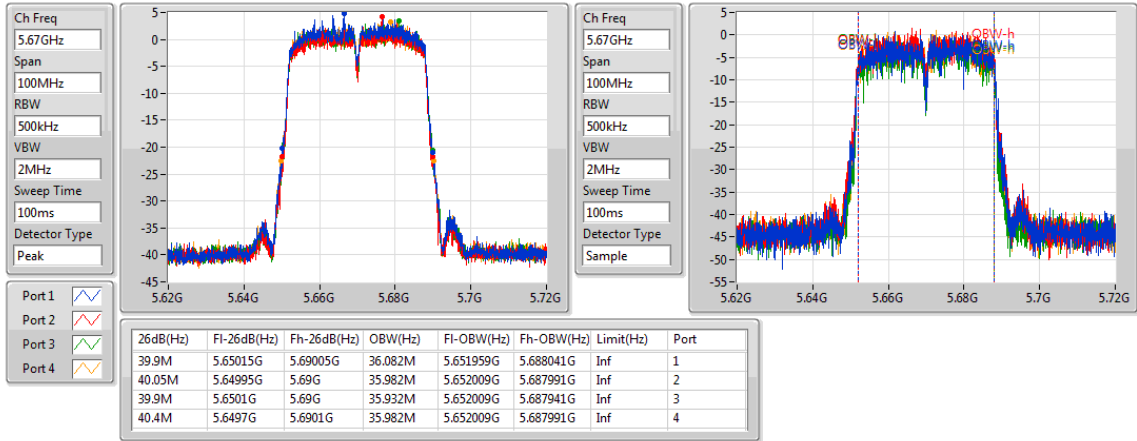 Ch Freq
5.67GHz
Span
100MHz
RBW
500kHz
VBW
2MHz
Sweep Time
100ms
Detector Type
Peak
5
0
-5
-10
-15
-20
-25
-30
-35
-40
-45
5.62G 5.64G 5.66G 5.68G 5.7G 5.72G
Ch Freq
5.67GHz
Span
100MHz
RBW
500kHz
VBW
2MHz
Sweep Time
100ms
Detector Type
Sample
5
0
-5
-10
-15
-20
-25
-30
-35
-40
-45
-50
-55
OBW-h
5.62G 5.64G 5.66G 5.68G 5.7G 5.72G
Port 1
Port 2
Port 3
Port 4
26dB(Hz) Fl-26dB(Hz) Fh-26dB(Hz) OBW(Hz) Fl-OBW(Hz) Fh-OBW(Hz) Limit(Hz) Port
39.9M 5.65015G 5.69005G 36.082M 5.651959G 5.688041G Inf 1
40.05M 5.64995G 5.69G 35.982M 5.652009G 5.687991G Inf 2
39.9M 5.6501G 5.69G 35.932M 5.652009G 5.687941G Inf 3
40.4M 5.6497G 5.6901G 35.982M 5.652009G 5.687991G Inf 4